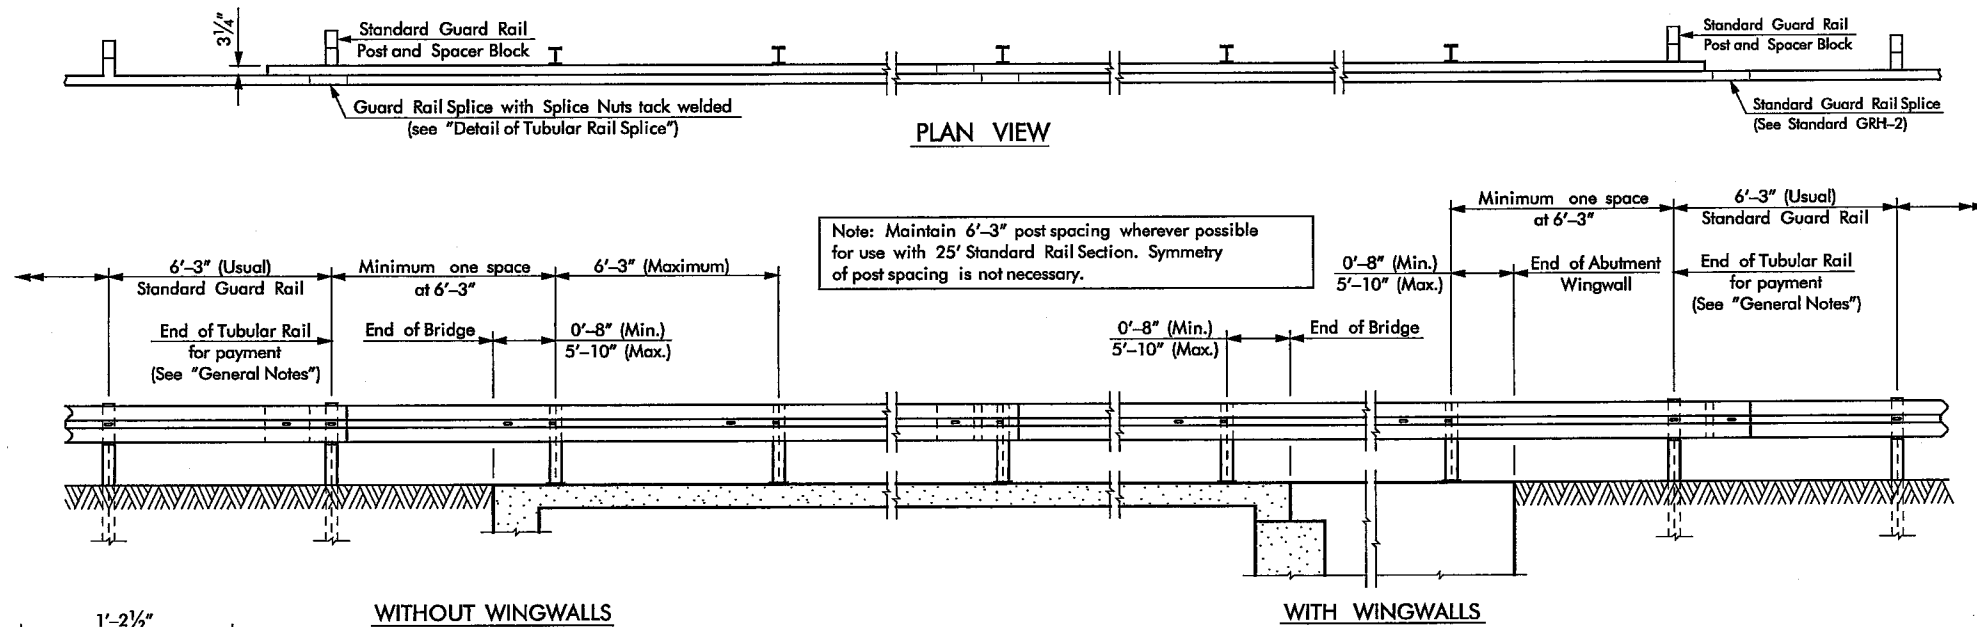 3¼"
Standard Guard Rail
Post and Spacer Block
Standard Guard Rail
Post and Spacer Block
Guard Rail Splice with Splice Nuts tack welded
(see "Detail of Tubular Rail Splice")
Standard Guard Rail Splice
(See Standard GRH-2)
PLAN VIEW
Note: Maintain 6'-3" post spacing wherever possible
for use with 25' Standard Rail Section. Symmetry
of post spacing is not necessary.
Minimum one space
at 6'-3"
6'-3" (Usual)
Standard Guard Rail
6'-3" (Usual)
Standard Guard Rail
Minimum one space
at 6'-3"
6'-3" (Maximum)
0'-8" (Min.)
5'-10" (Max.)
End of Abutment
Wingwall
End of Tubular Rail
for payment
(See "General Notes")
End of Tubular Rail
for payment
(See "General Notes")
End of Bridge
0'-8" (Min.)
5'-10" (Max.)
0'-8" (Min.)
5'-10" (Max.)
End of Bridge
WITHOUT WINGWALLS
WITH WINGWALLS
1'-2½"